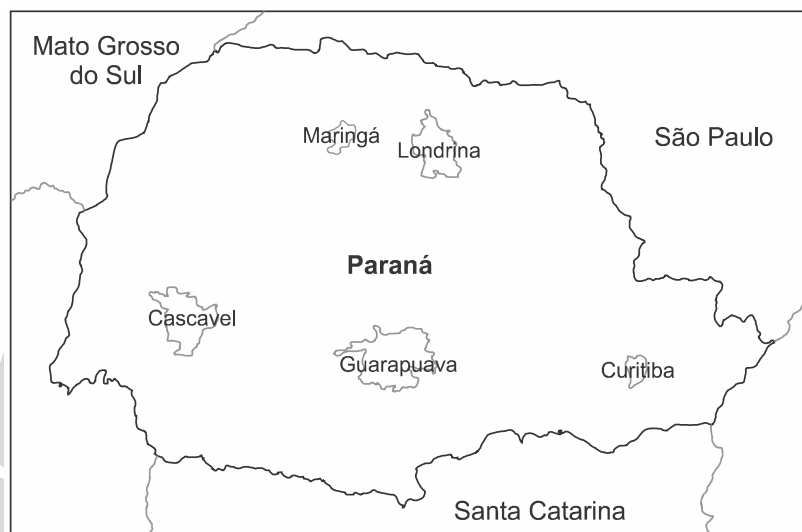 Mato Grosso
do Sul
São Paulo
Maringá
Londrina
Paraná
Cascavel
Guarapuava
Curitiba
Santa Catarina